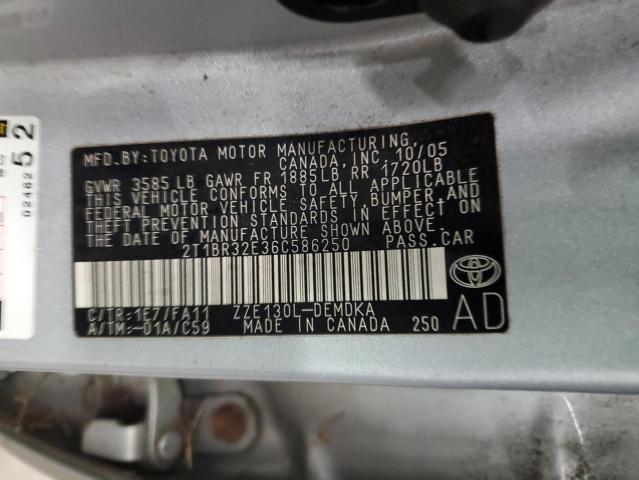 MFD.BY:TOYOTA MOTOR MANUFACTURING,
CANADA, INC. 10/05
GVWR 3585 LB GAWR FR 1885LB RR 1720LB
THIS VEHICLE CONFORMS TO ALL APPLICABLE
FEDERAL MOTOR VEHICLE SAFETY, BUMPER, AND
THEFT PREVENTION STANDARDS IN EFFECT ON
THE DATE OF MANUFACTURE SHOWN ABOVE.
2T1BR32E36C586250 PASS.CAR
C/TR:1E7/FA11 ZZE130L-DEMDKA
A/TM:-01A/C59 MADE IN CANADA 250
AD
52